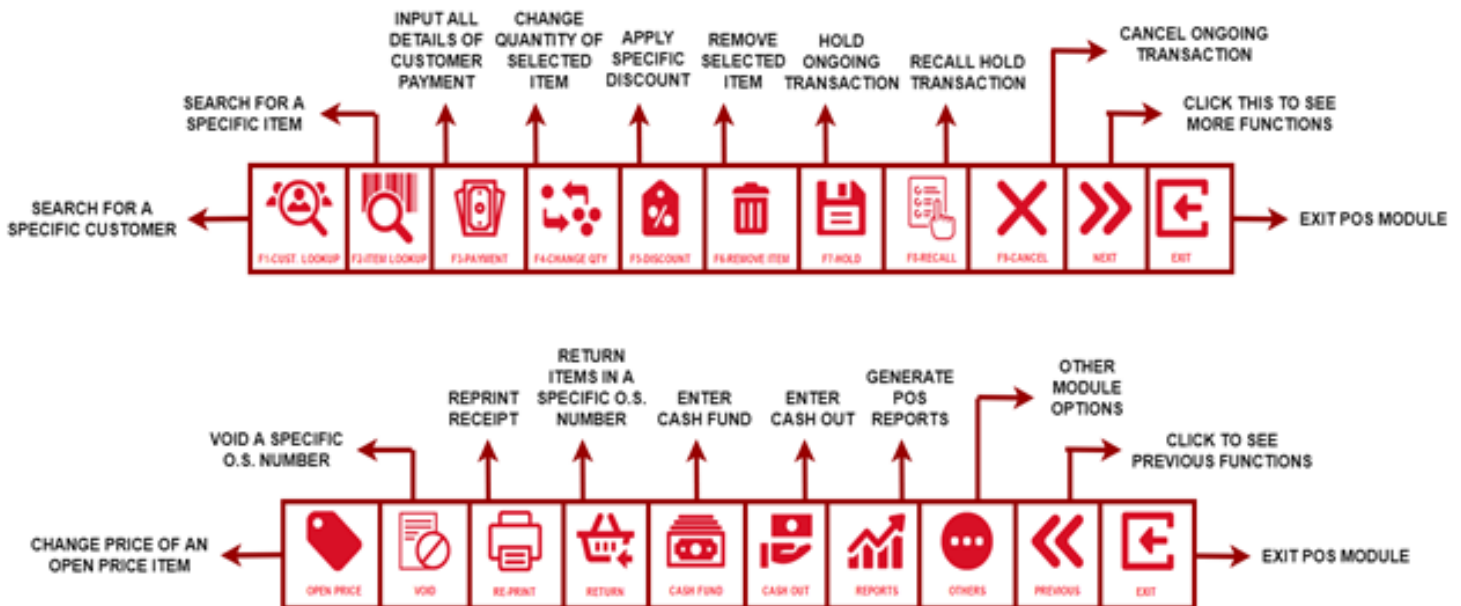 INPUT ALL
DETAILS OF
CUSTOMER
PAYMENT
CHANGE
QUANTITY OF
SELECTED
ITEM
APPLY
SPECIFIC
DISCOUNT
REMOVE
SELECTED
ITEM
HOLD
ONGOING
TRANSACTION
RECALL HOLD
TRANSACTION
CANCEL ONGOING
TRANSACTION
SEARCH FOR A
SPECIFIC ITEM
CLICK THIS TO SEE
MORE FUNCTIONS
SEARCH FOR A
SPECIFIC CUSTOMER
EXIT POS MODULE
F1-CUST. LOOKUP
F2-ITEM LOOKUP
F3-PAYMENT
F4-CHANGE QTY
F5-DISCOUNT
F6-REMOVE ITEM
F7-HOLD
F8-RECALL
F9-CANCEL
NEXT
EXIT
VOID A SPECIFIC
O.S. NUMBER
REPRINT
RECEIPT
RETURN
ITEMS IN A
SPECIFIC O.S.
NUMBER
ENTER
CASH FUND
ENTER
CASH OUT
GENERATE
POS
REPORTS
OTHER
MODULE
OPTIONS
CLICK TO SEE
PREVIOUS FUNCTIONS
CHANGE PRICE OF AN
OPEN PRICE ITEM
EXIT POS MODULE
OPEN PRICE
VOID
RE-PRINT
RETURN
CASH FUND
CASH OUT
REPORTS
OTHERS
PREVIOUS
EXIT